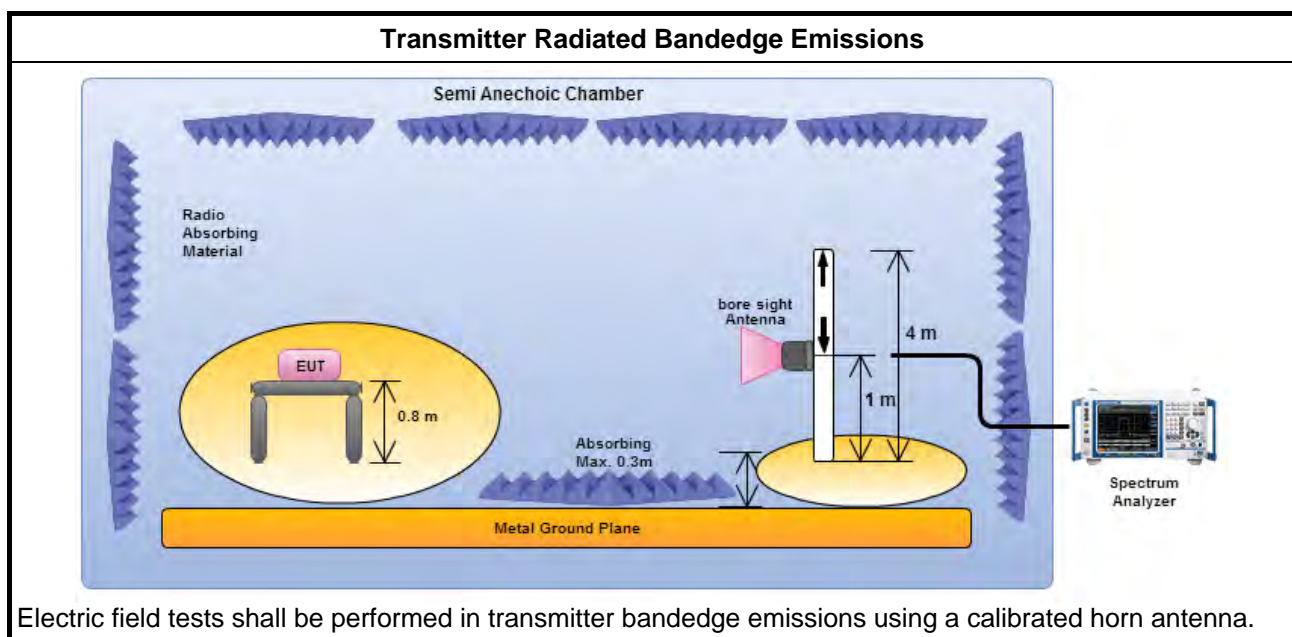 Transmitter Radiated Bandedge Emissions
Semi Anechoic Chamber
Radio
Absorbing
Material
bore sight
Antenna
4 m
EUT
0.8 m
1 m
Absorbing
Max. 0.3m
Spectrum
Analyzer
Metal Ground Plane
Electric field tests shall be performed in transmitter bandedge emissions using a calibrated horn antenna.